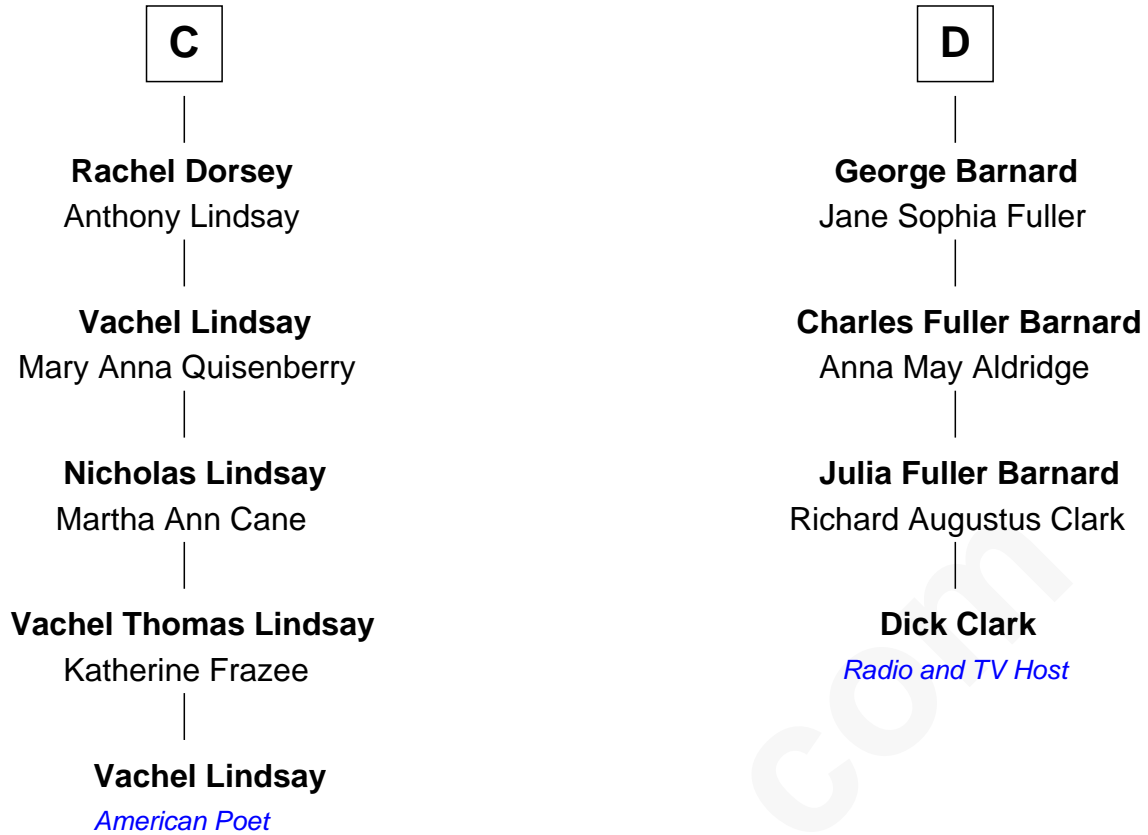 C
Rachel Dorsey
Anthony Lindsay
Vachel Lindsay
Mary Anna Quisenberry
Nicholas Lindsay
Martha Ann Cane
Vachel Thomas Lindsay
Katherine Frazee
Vachel Lindsay
American Poet
D
George Barnard
Jane Sophia Fuller
Charles Fuller Barnard
Anna May Aldridge
Julia Fuller Barnard
Richard Augustus Clark
Dick Clark
Radio and TV Host
com